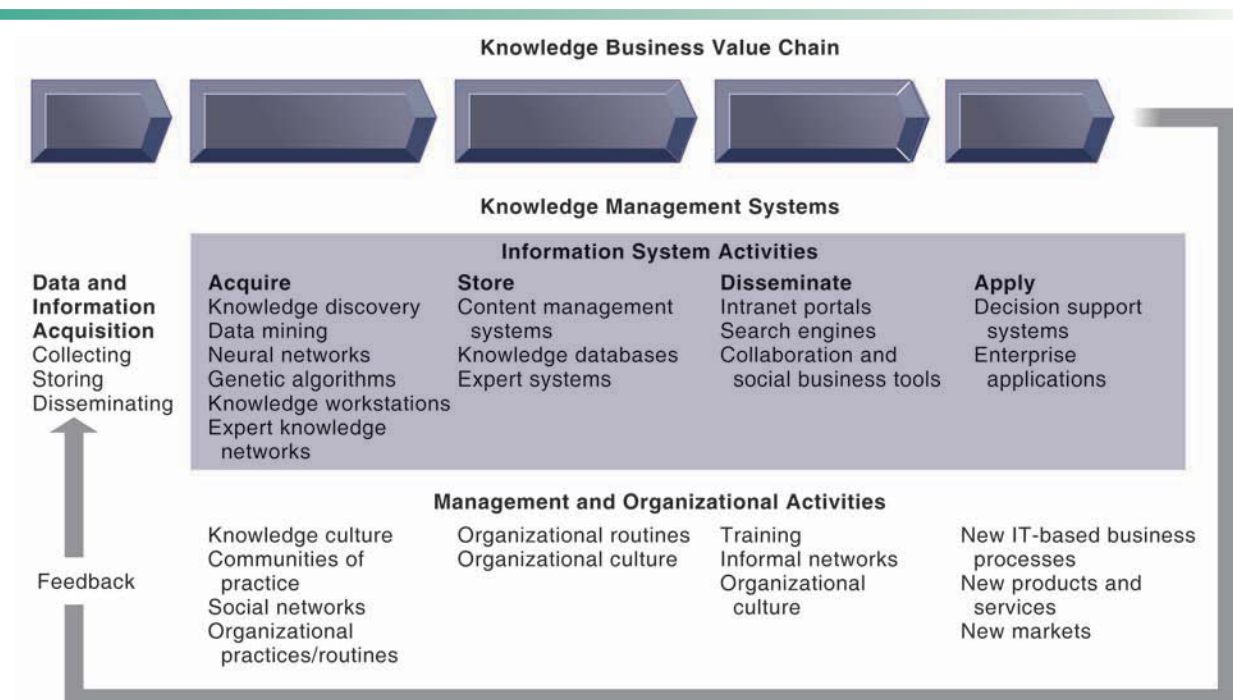 Knowledge Business Value Chain
Knowledge Management Systems
Information System Activities
Data and
Information
Acquisition
Collecting
Storing
Disseminating
Acquire
Knowledge discovery
Data mining
Neural networks
Genetic algorithms
Knowledge workstations
Expert knowledge
networks
Store
Content management
systems
Knowledge databases
Expert systems
Disseminate
Intranet portals
Search engines
Collaboration and
social business tools
Apply
Decision support
systems
Enterprise
applications
Management and Organizational Activities
Knowledge culture
Communities of
practice
Social networks
Organizational
practices/routines
Organizational routines
Organizational culture
Training
Informal networks
Organizational
culture
New IT-based business
processes
New products and
services
New markets
Feedback